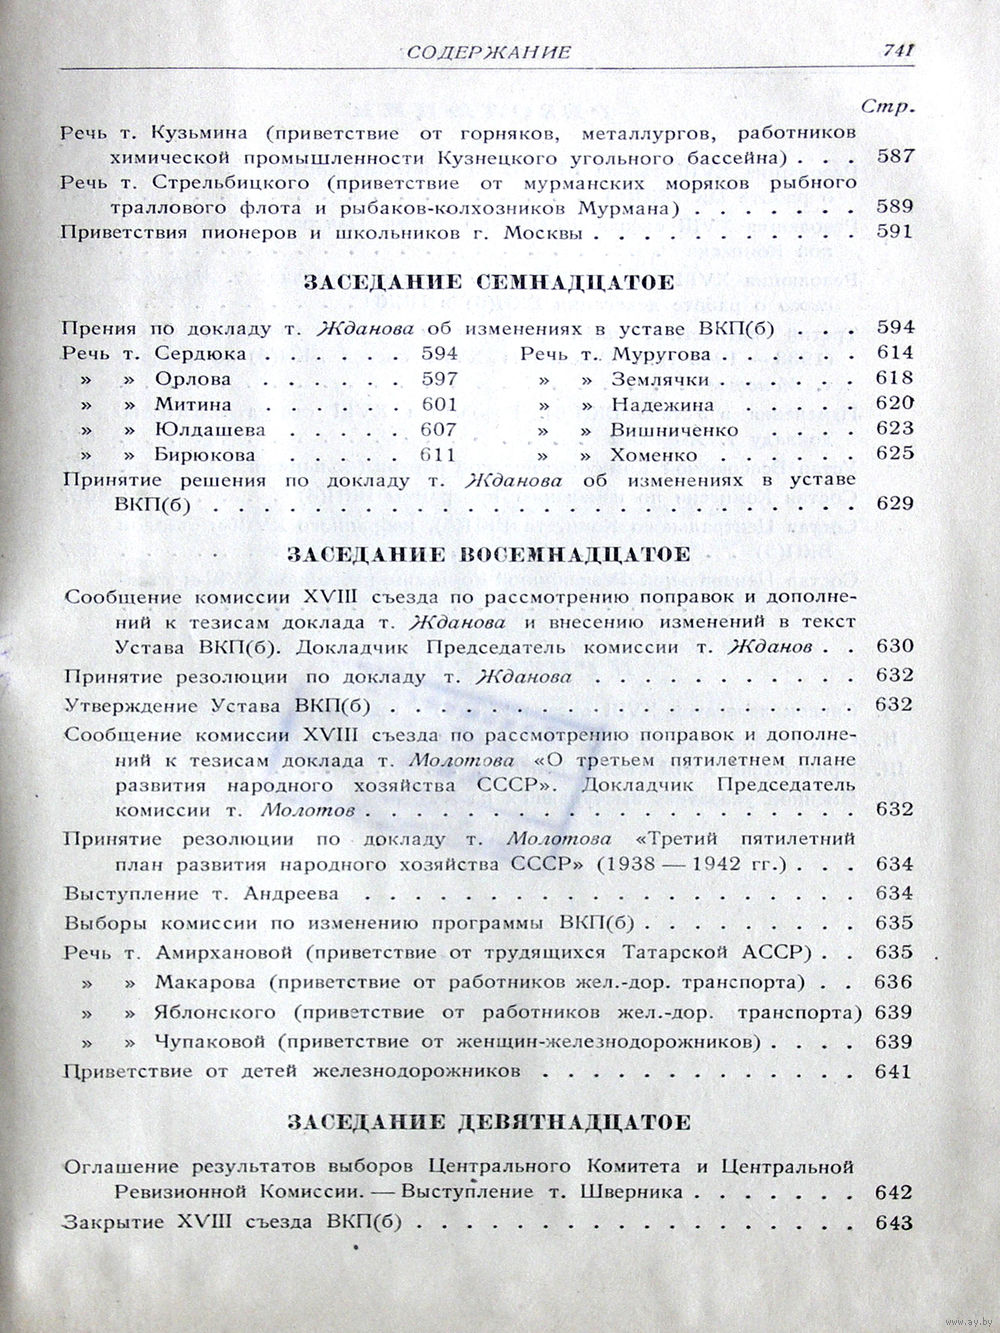 СОДЕРЖАНИЕ 741
Стр.
Речь т. Кузьмина (приветствие от горняков, металлургов, работников
химической промышленности Кузнецкого угольного бассейна) . . . 587
Речь т. Стрельбицкого (приветствие от мурманских моряков рыбного
траллового флота и рыбаков-колхозников Мурмана) . . . . . . . 589
Приветствия пионеров и школьников г. Москвы . . . . . . . . . . . 591
ЗАСЕДАНИЕ СЕМНАДЦАТОЕ
Прения по докладу т. Жданова об изменениях в уставе ВКП(б) . . . 594
Речь т. Сердюка . . . . . . 594 Речь т. Муругова . . . . . . 614
» » Орлова . . . . . . 597 » » Землячки . . . . . . 618
» » Митина . . . . . 601 » » Надежина . . . . . 620
» » Юлдашева . . . . . 607 » » Вишниченко . . . . 623
» » Бирюкова . . . . . 611 » » Хоменко . . . . . 625
Принятие решения по докладу т. Жданова об изменениях в уставе
ВКП(б) . . . . . . . . . . . . . . . . . . . . . . . . . 629
ЗАСЕДАНИЕ ВОСЕМНАДЦАТОЕ
Сообщение комиссии XVIII съезда по рассмотрению поправок и дополне-
ний к тезисам доклада т. Жданова и внесению изменений в текст
Устава ВКП(б). Докладчик Председатель комиссии т. Жданов . . 630
Принятие резолюции по докладу т. Жданова . . . . . . . . . . . 632
Утверждение Устава ВКП(б) . . . . . . . . . . . . . . . . . 632
Сообщение комиссии XVIII съезда по рассмотрению поправок и дополне-
ний к тезисам доклада т. Молотова «О третьем пятилетнем плане
развития народного хозяйства СССР». Докладчик Председатель
комиссии т. Молотов . . . . . . . . . . . . . . . . . . 632
Принятие резолюции по докладу т. Молотова «Третий пятилетний
план развития народного хозяйства СССР» (1938 — 1942 гг.) . . . 634
Выступление т. Андреева . . . . . . . . . . . . . . . . . . 634
Выборы комиссии по изменению программы ВКП(б) . . . . . . . . . 635
Речь т. Амирхановой (приветствие от трудящихся Татарской АССР) . . 635
» » Макарова (приветствие от работников жел.-дор. транспорта) . . 636
» » Яблонского (приветствие от работников жел.-дор. транспорта) 639
» » Чупаковой (приветствие от женщин-железнодорожников) . . . . 639
Приветствие от детей железнодорожников . . . . . . . . . . . . . 641
ЗАСЕДАНИЕ ДЕВЯТНАДЦАТОЕ
Оглашение результатов выборов Центрального Комитета и Центральной
Ревизионной Комиссии. — Выступление т. Шверника . . . . . . . 642
Закрытие XVIII съезда ВКП(б) . . . . . . . . . . . . . . . . . 643
www.ay.by